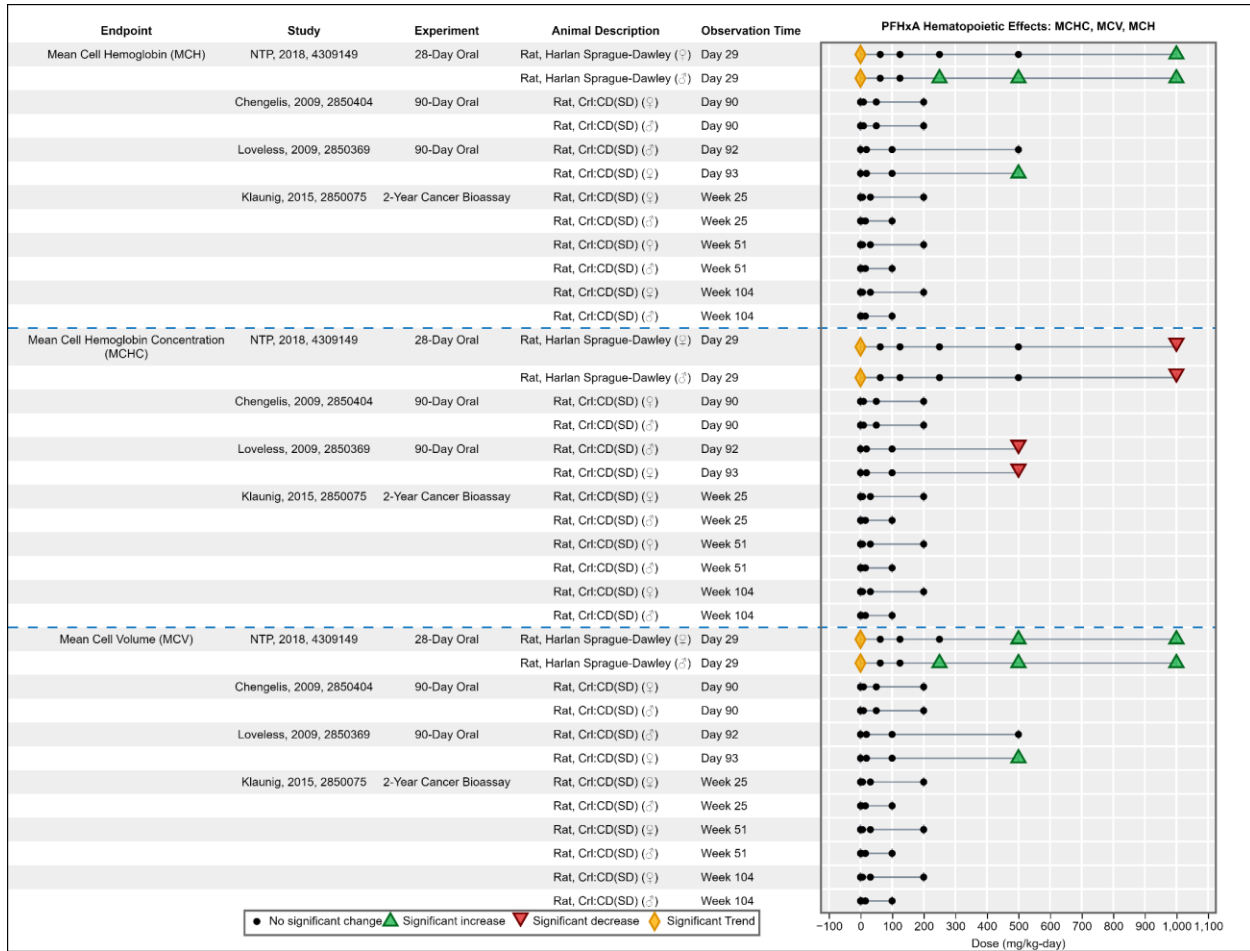 Endpoint Study Experiment Animal Description Observation Time PFHxA Hematopoietic Effects: MCHC, MCV, MCH
Mean Cell Hemoglobin (MCH) NTP, 2018, 4309149 28-Day Oral Rat, Harlan Sprague-Dawley (♀) Day 29
Rat, Harlan Sprague-Dawley (♂) Day 29
Chengelis, 2009, 2850404 90-Day Oral Rat, Crl:CD(SD) (♀) Day 90
Rat, Crl:CD(SD) (♂) Day 90
Loveless, 2009, 2850369 90-Day Oral Rat, Crl:CD(SD) (♂) Day 92
Rat, Crl:CD(SD) (♀) Day 93
Klaunig, 2015, 2850075 2-Year Cancer Bioassay Rat, Crl:CD(SD) (♀) Week 25
Rat, Crl:CD(SD) (♂) Week 25
Rat, Crl:CD(SD) (♀) Week 51
Rat, Crl:CD(SD) (♂) Week 51
Rat, Crl:CD(SD) (♀) Week 104
Rat, Crl:CD(SD) (♂) Week 104
Mean Cell Hemoglobin Concentration NTP, 2018, 4309149 28-Day Oral Rat, Harlan Sprague-Dawley (♀) Day 29
(MCHC)
Rat, Harlan Sprague-Dawley (♂) Day 29
Chengelis, 2009, 2850404 90-Day Oral Rat, Crl:CD(SD) (♀) Day 90
Rat, Crl:CD(SD) (♂) Day 90
Loveless, 2009, 2850369 90-Day Oral Rat, Crl:CD(SD) (♂) Day 92
Rat, Crl:CD(SD) (♀) Day 93
Klaunig, 2015, 2850075 2-Year Cancer Bioassay Rat, Crl:CD(SD) (♀) Week 25
Rat, Crl:CD(SD) (♂) Week 25
Rat, Crl:CD(SD) (♀) Week 51
Rat, Crl:CD(SD) (♂) Week 51
Rat, Crl:CD(SD) (♀) Week 104
Rat, Crl:CD(SD) (♂) Week 104
Mean Cell Volume (MCV) NTP, 2018, 4309149 28-Day Oral Rat, Harlan Sprague-Dawley (♀) Day 29
Rat, Harlan Sprague-Dawley (♂) Day 29
Chengelis, 2009, 2850404 90-Day Oral Rat, Crl:CD(SD) (♀) Day 90
Rat, Crl:CD(SD) (♂) Day 90
Loveless, 2009, 2850369 90-Day Oral Rat, Crl:CD(SD) (♂) Day 92
Rat, Crl:CD(SD) (♀) Day 93
Klaunig, 2015, 2850075 2-Year Cancer Bioassay Rat, Crl:CD(SD) (♀) Week 25
Rat, Crl:CD(SD) (♂) Week 25
Rat, Crl:CD(SD) (♀) Week 51
Rat, Crl:CD(SD) (♂) Week 51
Rat, Crl:CD(SD) (♀) Week 104
Rat, Crl:CD(SD) (♂) Week 104
No significant change Significant increase Significant decrease Significant Trend
−100 0 100 200 300 400 500 600 700 800 900 1,000 1,100
Dose (mg/kg-day)